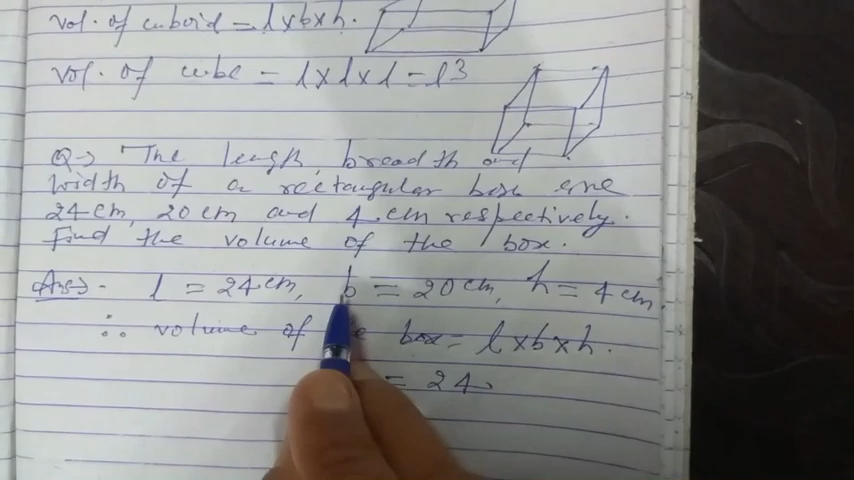 vol. of cuboid = l x b x h.
vol. of cube = l x l x l = l3
Q→ The length, breadth and
width of a rectangular box are
24 cm, 20 cm and 4 cm respectively.
Find the volume of the box.
Ans→ l = 24 cm, b = 20 cm, h = 4 cm
∴ volume of box = l x b x h.
= 24